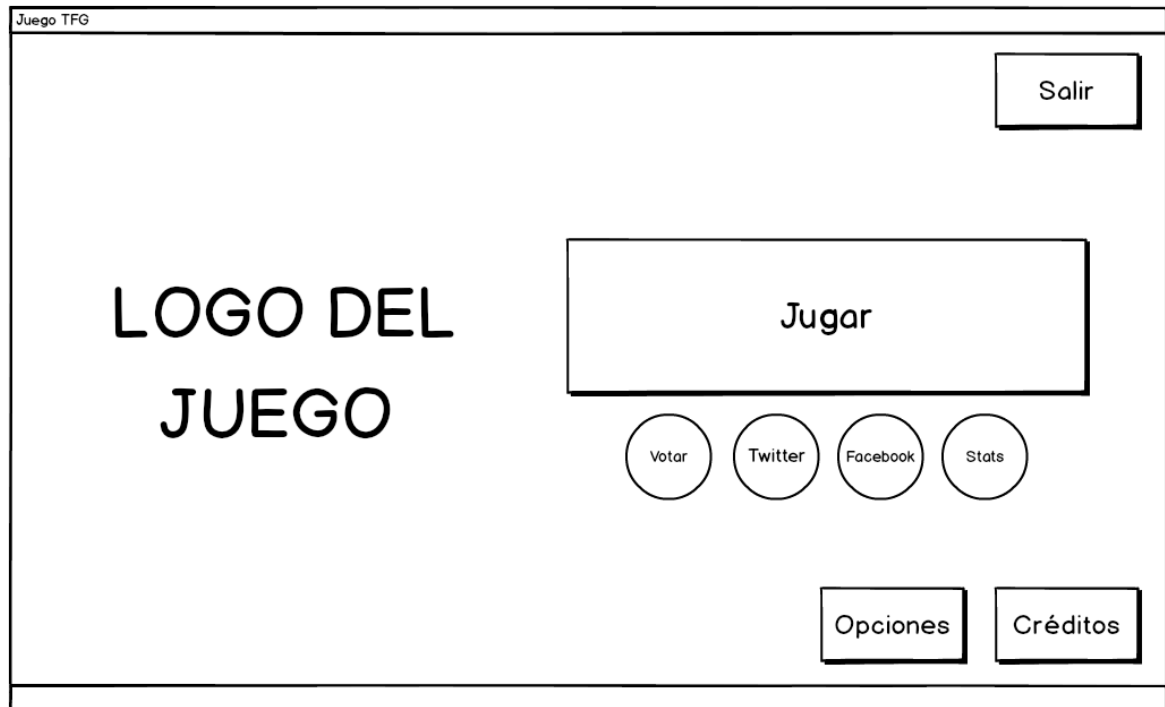 Juego TFG
Salir
LOGO DEL
JUEGO
Jugar
Votar
Twitter
Facebook
Stats
Opciones
Créditos